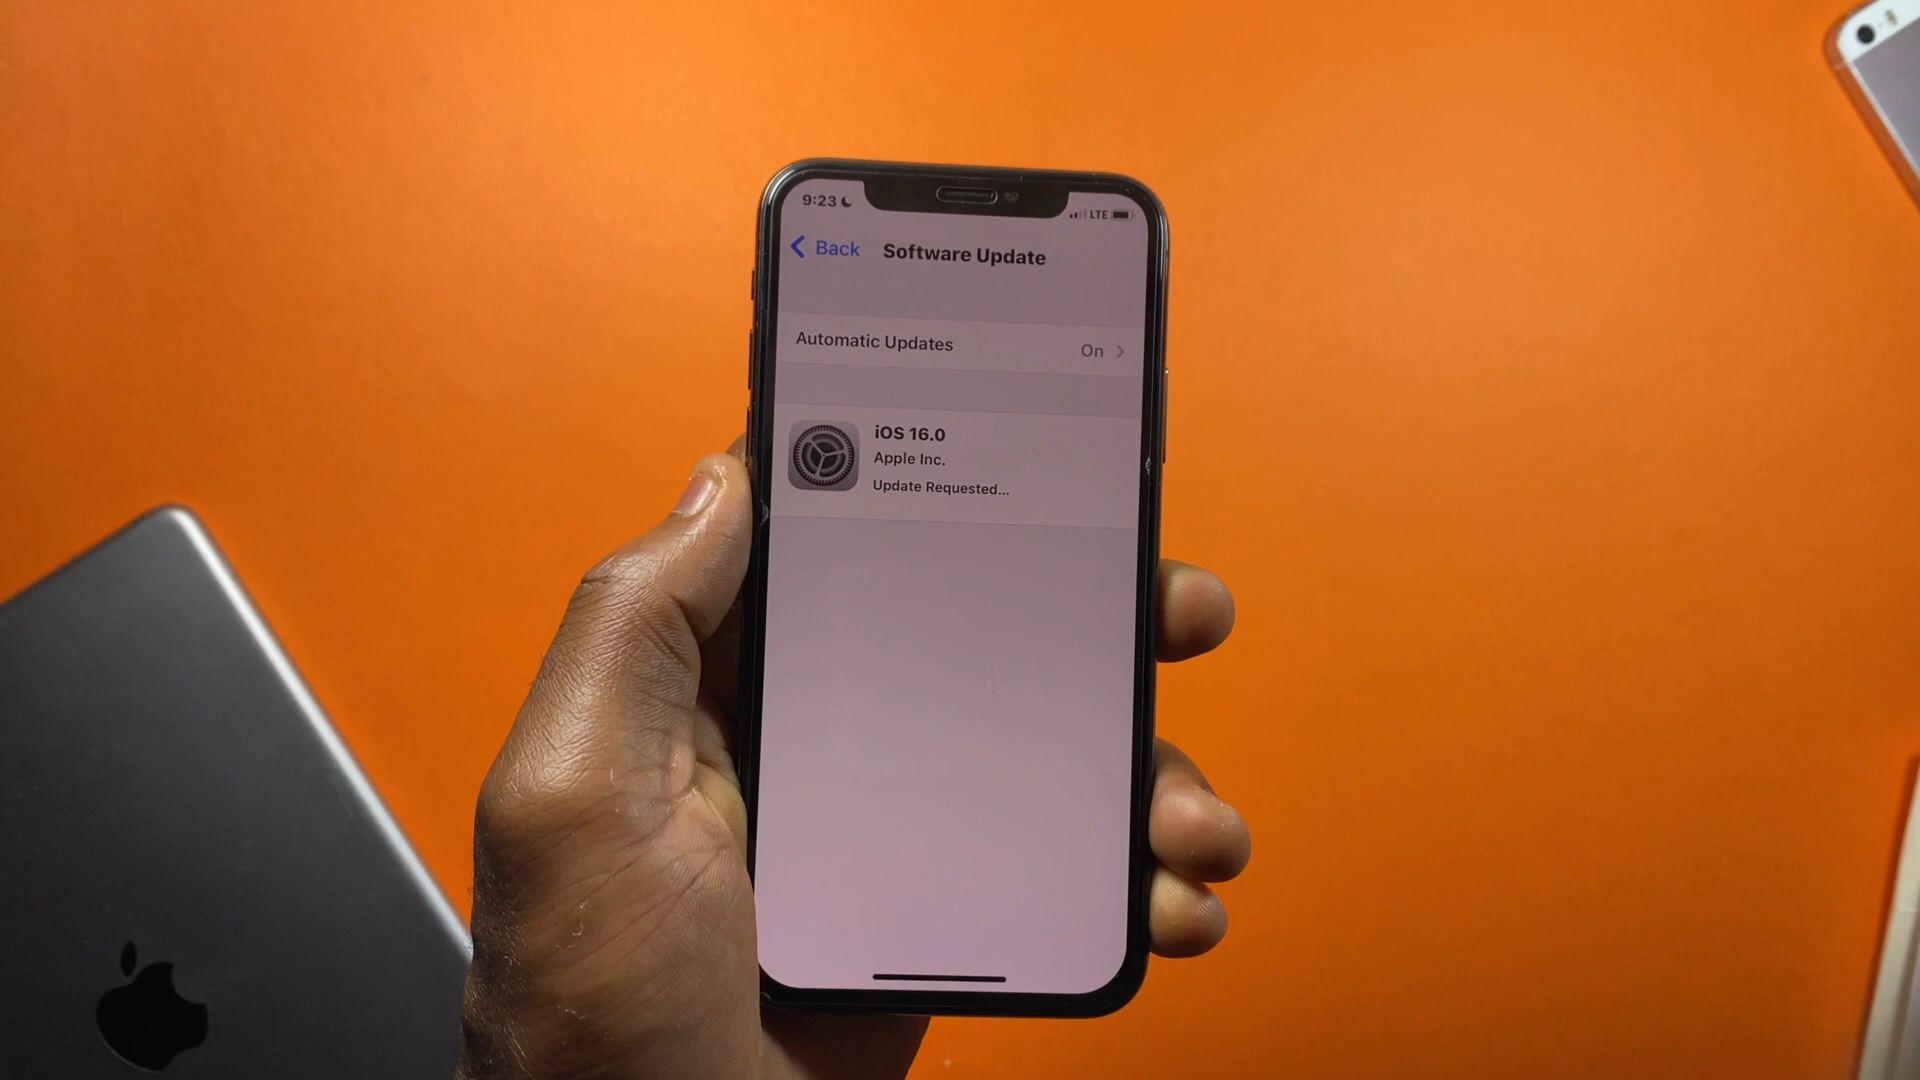 9:23
LTE
Back
Software Update
Automatic Updates
On
iOS 16.0
Apple Inc.
Update Requested...